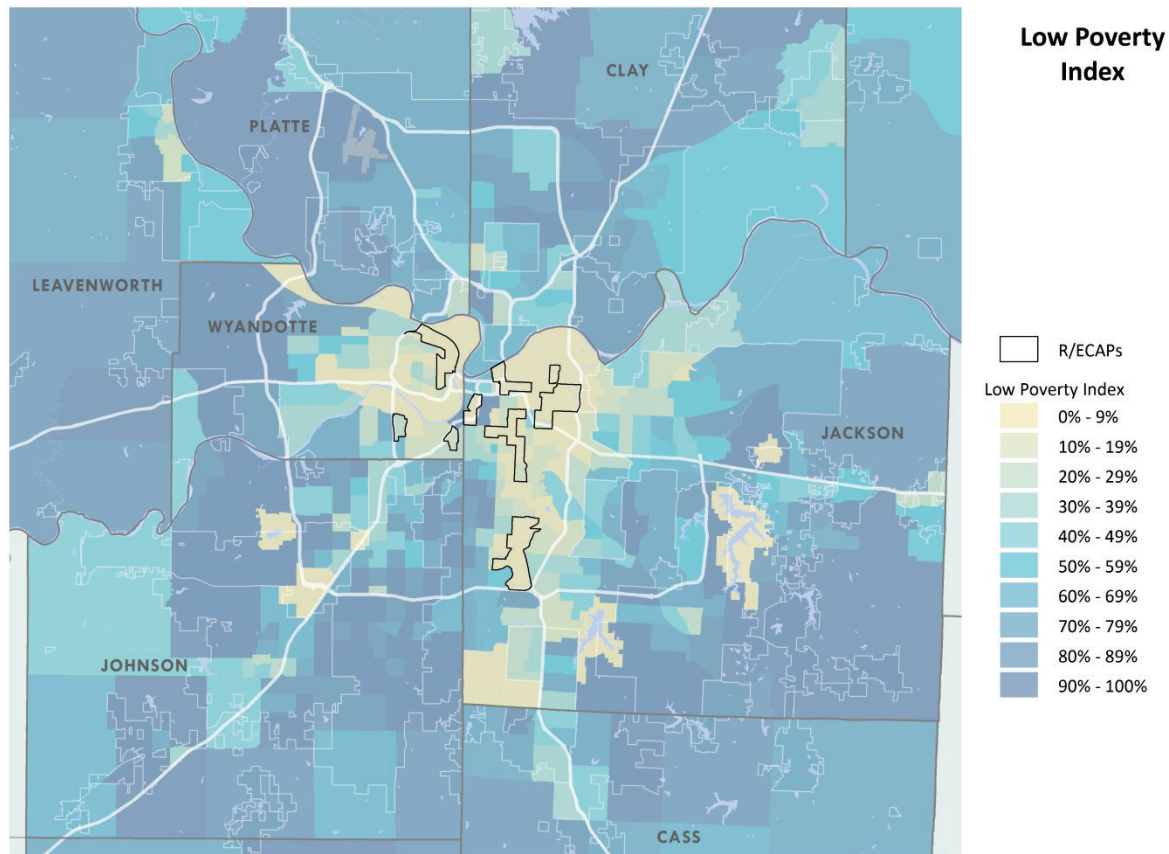 Low Poverty
Index
CLAY
PLATTE
LEAVENWORTH
WYANDOTTE
JACKSON
JOHNSON
CASS
R/ECAPs
Low Poverty Index
0% - 9%
10% - 19%
20% - 29%
30% - 39%
40% - 49%
50% - 59%
60% - 69%
70% - 79%
80% - 89%
90% - 100%